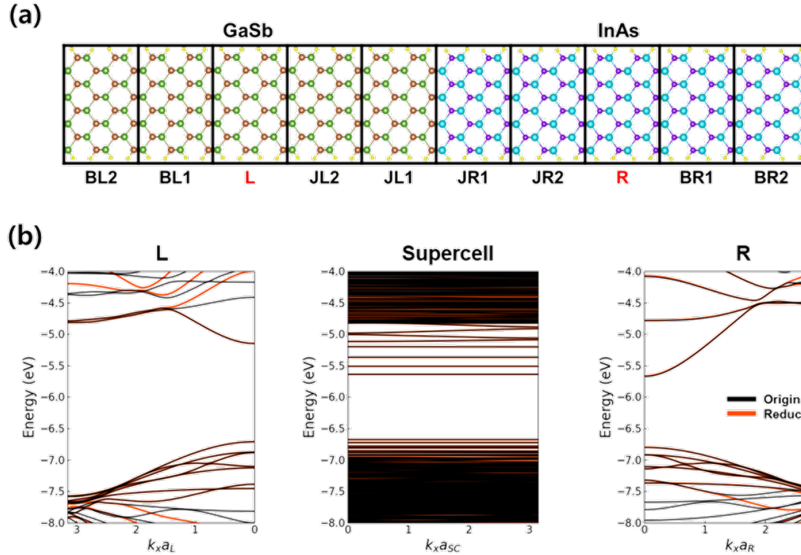 (a)
GaSb InAs
BL2 BL1 L JL2 JL1 JR1 JR2 R BR1 BR2
(b)
L Supercell R
−4.0 −4.0 −4.0
−4.5 −4.5 −4.5
−5.0 −5.0 −5.0
−5.5 −5.5 −5.5
−6.0 −6.0 −6.0
−6.5 −6.5 −6.5
−7.0 −7.0 −7.0
−7.5 −7.5 −7.5
−8.0 −8.0 −8.0
Energy (eV) Energy (eV) Energy (eV)
Origin
Reduc
3 2 1 0 0 1 2 3 0 1 2
kxaL kxaSC kxaR